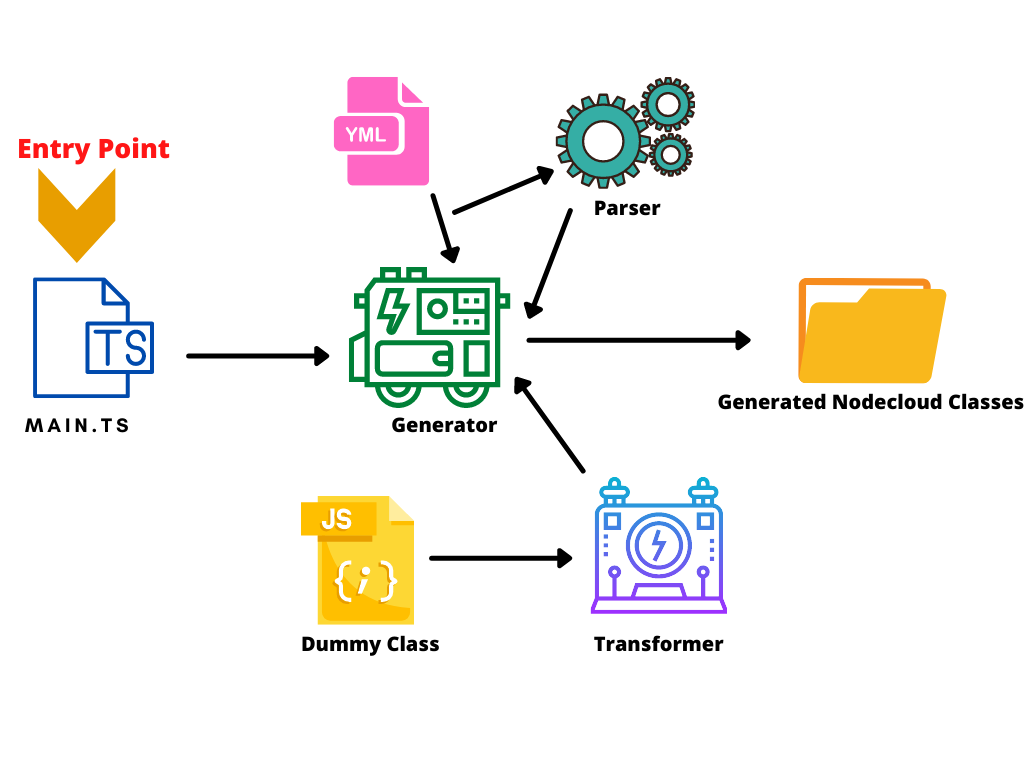 YML
Entry Point
Parser
TS
MAIN.TS
Generator
Generated Nodecloud Classes
JS
{;}
Dummy Class
Transformer